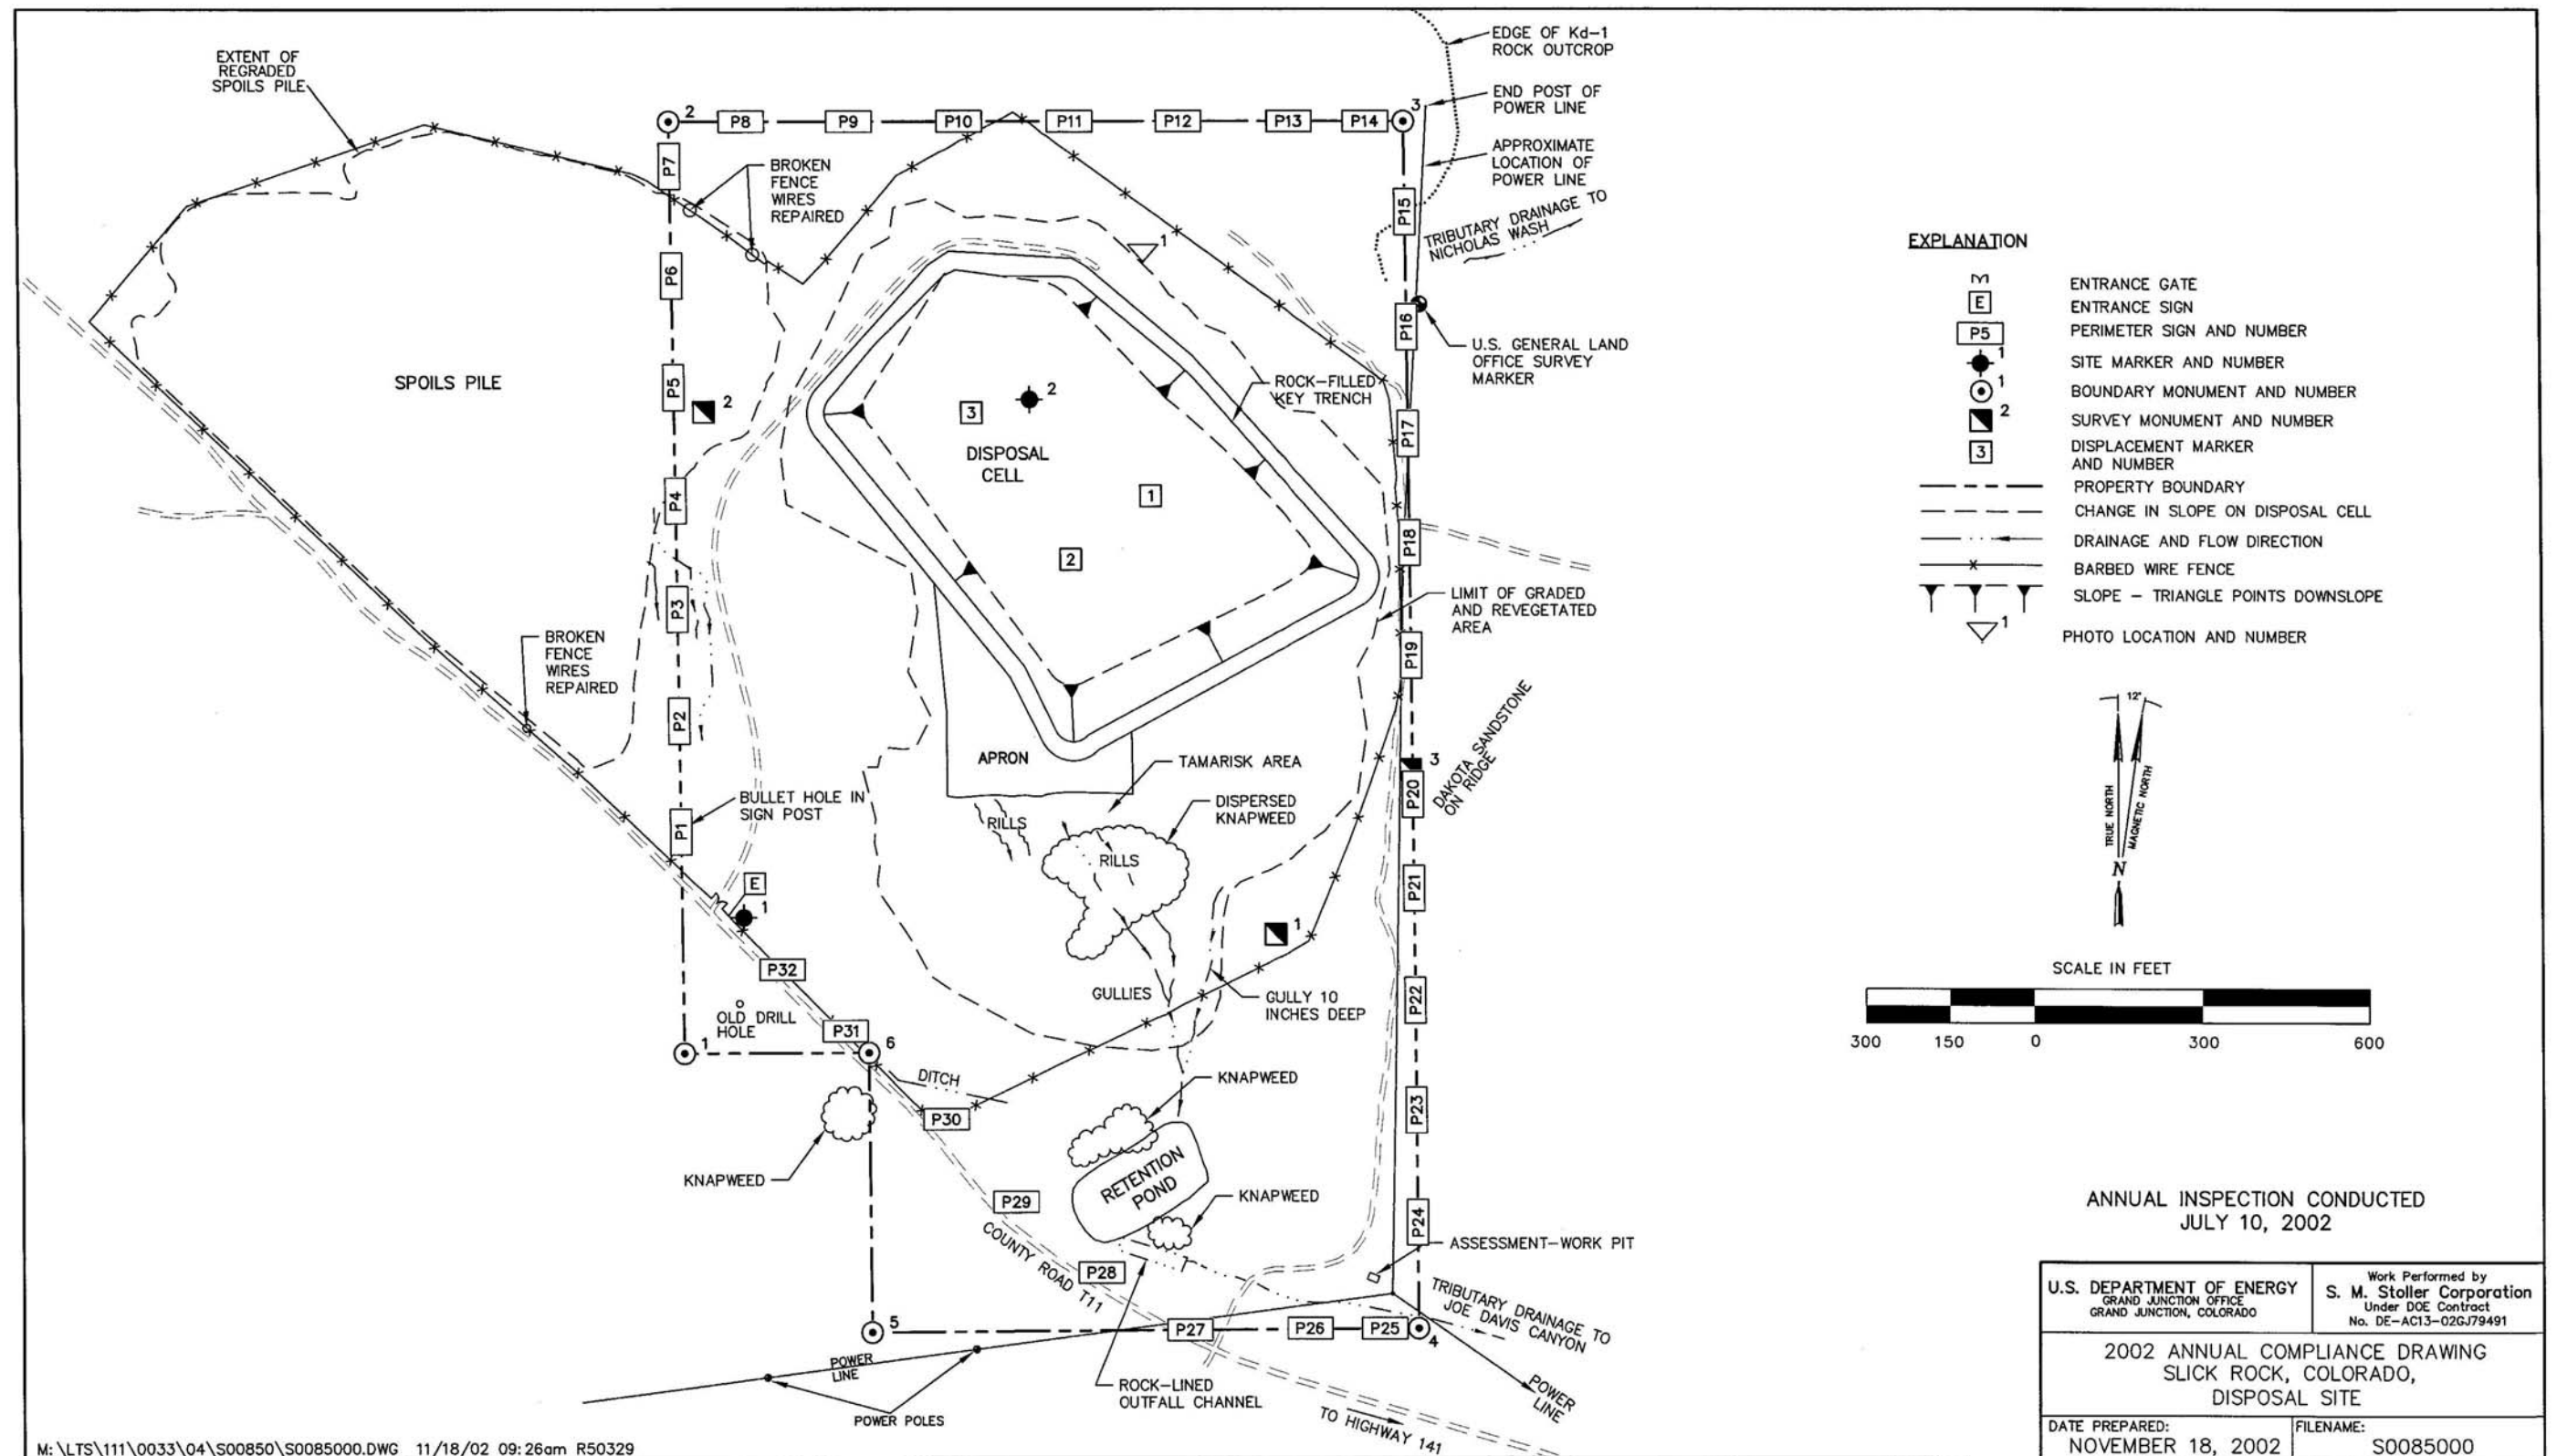 EXTENT OF
REGRADED
SPOILS PILE
EDGE OF Kd-1
ROCK OUTCROP
END POST OF
POWER LINE
2
P8
P9
P10
P11
P12
P13
P14
3
APPROXIMATE
LOCATION OF
POWER LINE
P7
BROKEN
FENCE
WIRES
REPAIRED
P15
TRIBUTARY DRAINAGE TO
NICHOLAS WASH
1
P6
P16
U.S. GENERAL LAND
OFFICE SURVEY
MARKER
SPOILS PILE
P5
2
3
2
ROCK-FILLED
KEY TRENCH
P17
DISPOSAL
CELL
P4
1
P18
2
P3
LIMIT OF GRADED
AND REVEGETATED
AREA
BROKEN
FENCE
WIRES
REPAIRED
P19
P2
DAKOTA SANDSTONE
ON RIDGE
APRON
TAMARISK AREA
3
P20
BULLET HOLE IN
SIGN POST
P1
DISPERSED
KNAPWEED
RILLS
RILLS
E
1
P21
1
P32
GULLIES
GULLY 10
INCHES DEEP
P22
OLD DRILL
HOLE
P31
1
6
DITCH
KNAPWEED
P30
P23
KNAPWEED
RETENTION
POND
P29
KNAPWEED
P24
COUNTY ROAD T11
ASSESSMENT-WORK PIT
P28
TRIBUTARY DRAINAGE TO
JOE DAVIS CANYON
5
P27
P26
P25
4
POWER
LINE
POWER POLES
ROCK-LINED
OUTFALL CHANNEL
POWER
LINE
TO HIGHWAY 141
EXPLANATION
ENTRANCE GATE
E ENTRANCE SIGN
P5 PERIMETER SIGN AND NUMBER
1 SITE MARKER AND NUMBER
1 BOUNDARY MONUMENT AND NUMBER
2 SURVEY MONUMENT AND NUMBER
3 DISPLACEMENT MARKER
AND NUMBER
PROPERTY BOUNDARY
CHANGE IN SLOPE ON DISPOSAL CELL
DRAINAGE AND FLOW DIRECTION
BARBED WIRE FENCE
SLOPE - TRIANGLE POINTS DOWNSLOPE
1 PHOTO LOCATION AND NUMBER
12°
TRUE NORTH
MAGNETIC NORTH
N
SCALE IN FEET
300 150 0 300 600
ANNUAL INSPECTION CONDUCTED
JULY 10, 2002
U.S. DEPARTMENT OF ENERGY
GRAND JUNCTION OFFICE
GRAND JUNCTION, COLORADO
Work Performed by
S. M. Stoller Corporation
Under DOE Contract
No. DE-AC13-02GJ79491
2002 ANNUAL COMPLIANCE DRAWING
SLICK ROCK, COLORADO,
DISPOSAL SITE
DATE PREPARED:
NOVEMBER 18, 2002
FILENAME:
S0085000
M:\LTS\111\0033\04\S00850\S0085000.DWG 11/18/02 09:26am R50329